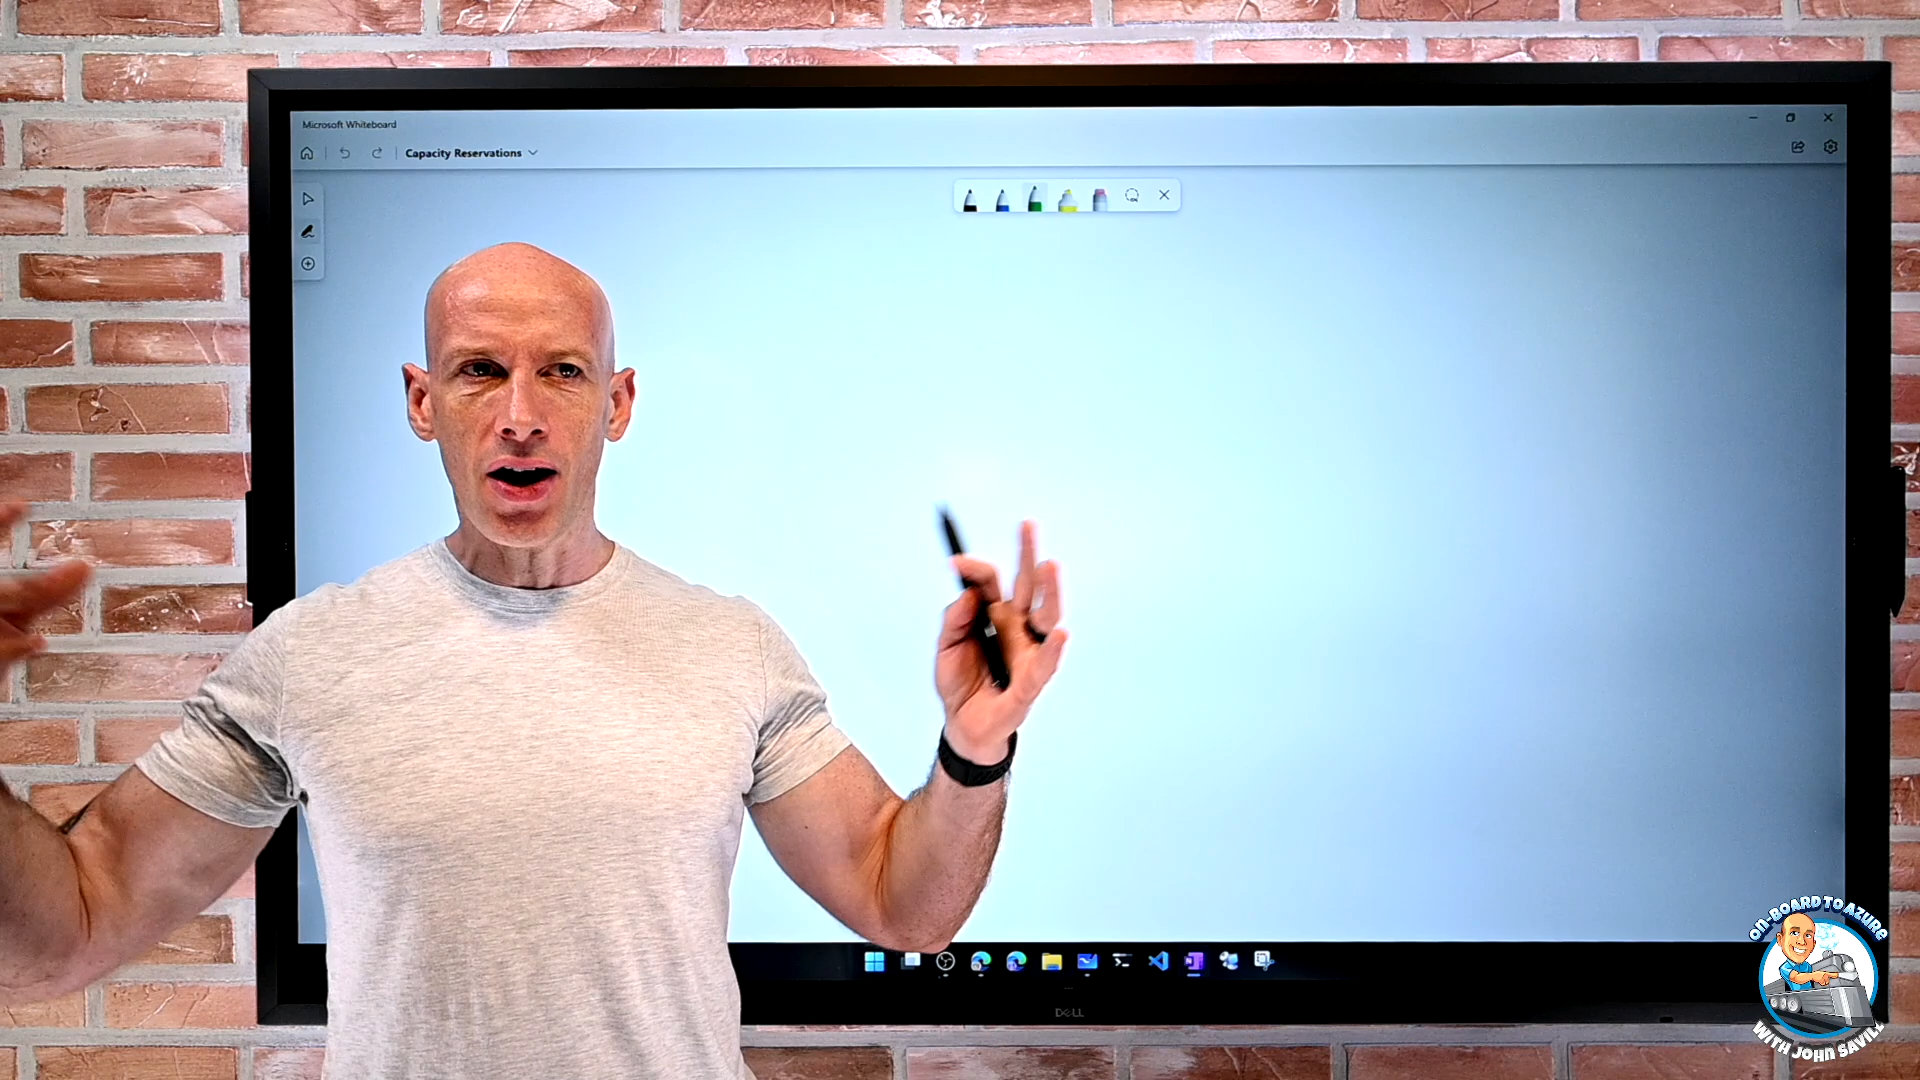 Microsoft Whiteboard
Capacity Reservations
DELL
ON-BOARD TO AZURE
WITH JOHN SAVILL